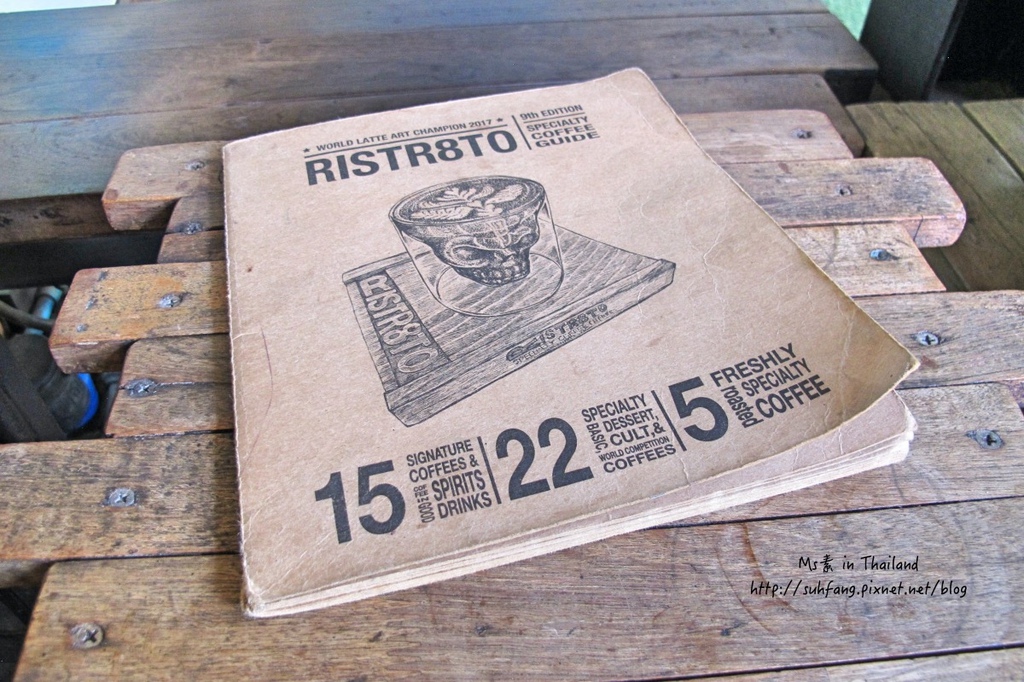 ★ WORLD LATTE ART CHAMPION 2017 ★
RISTR8TO
9th EDITION
SPECIALTY
COFFEE
GUIDE
RISTR8TO
RISTR8TO
15
SIGNATURE
COFFEES &
SPIRITS
DRINKS
22
SPECIALTY
BASIC, DESSERT,
CULT, &
WORLD COMPETITION
COFFEES
5
FRESHLY
roasted
SPECIALTY
COFFEE
Ms素 in Thailand
http://suhfang.pixnet.net/blog